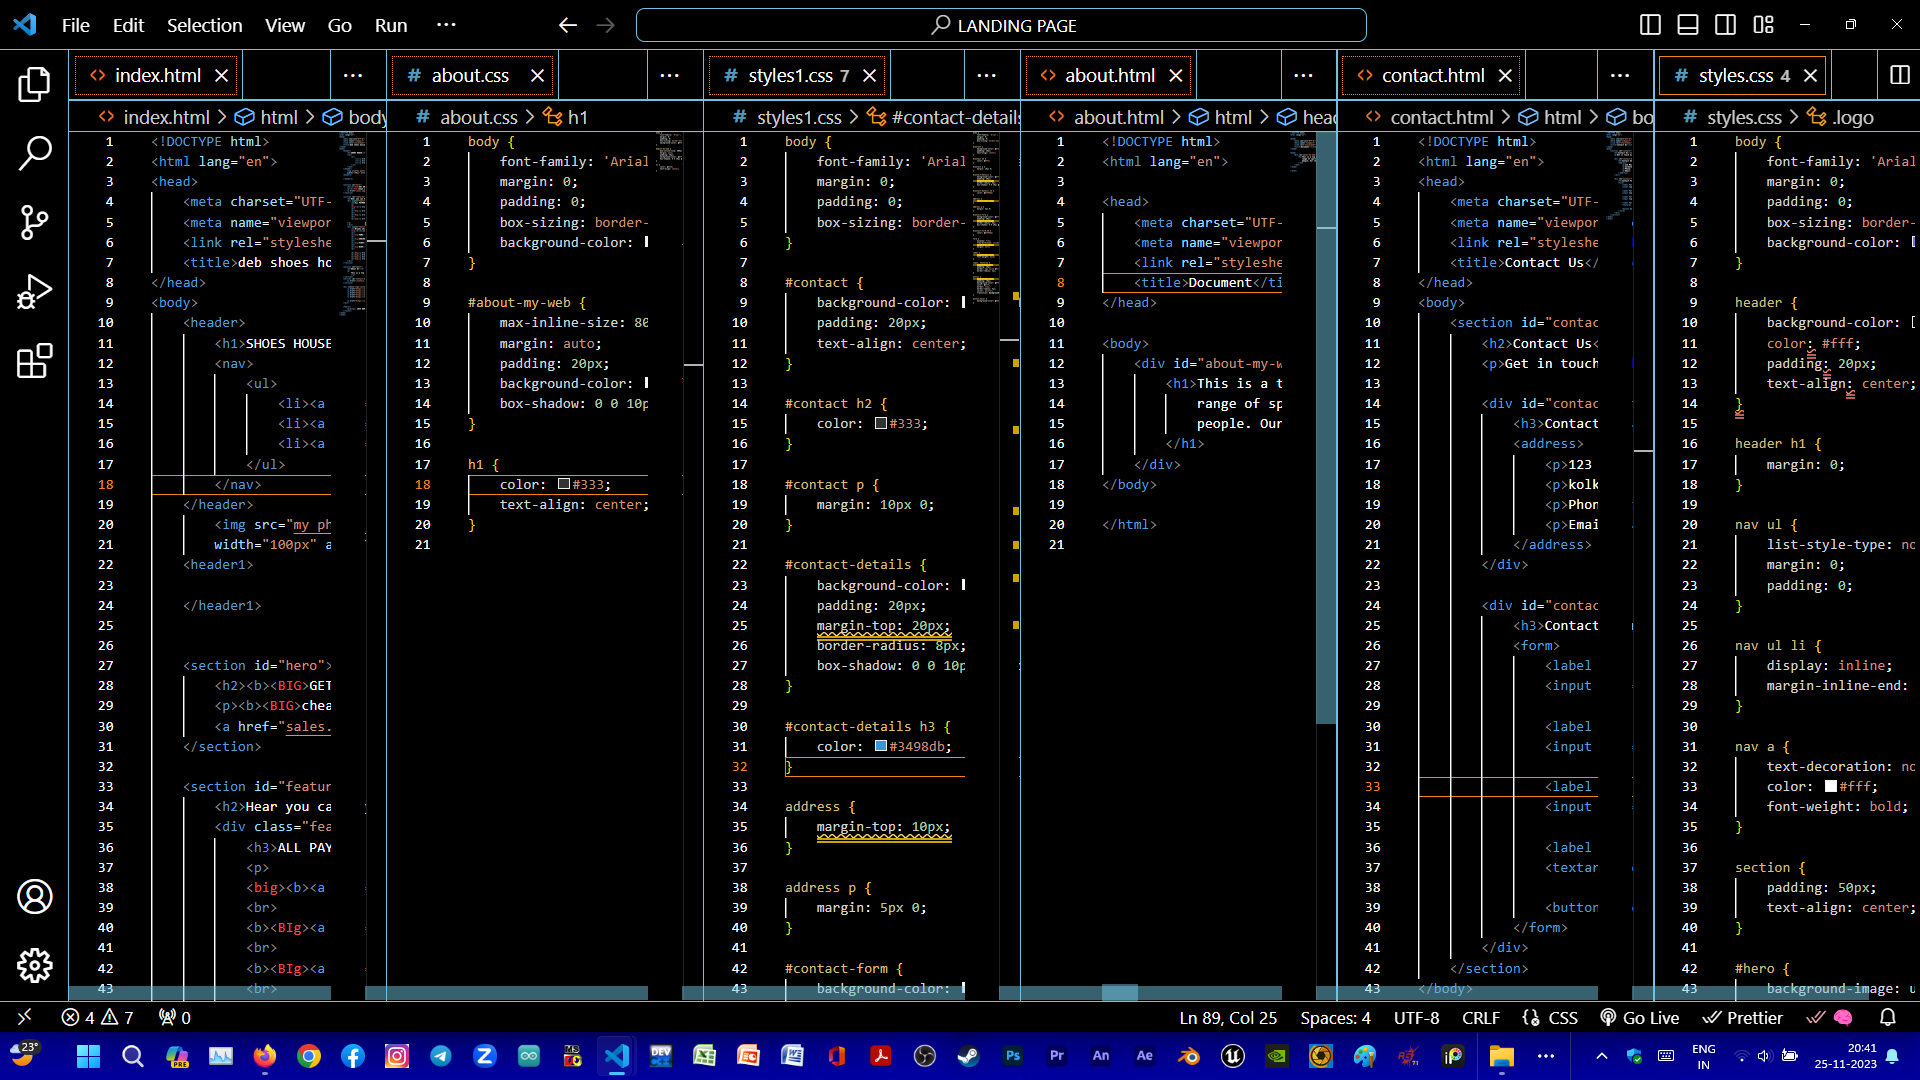 File Edit Selection View Go Run ··· LANDING PAGE
index.html
about.css
styles1.css 7
about.html
contact.html
styles.css 4
index.html > html > body
1 <!DOCTYPE html>
2 <html lang="en">
3 <head>
4 <meta charset="UTF-
5 <meta name="viewpor
6 <link rel="styleshe
7 <title>deb shoes ho
8 </head>
9 <body>
10 <header>
11 <h1>SHOES HOUSE
12 <nav>
13 <ul>
14 <li><a
15 <li><a
16 <li><a
17 </ul>
18 </nav>
19 </header>
20 <img src="my ph
21 width="100px" a
22 <header1>
23
24 </header1>
25
26
27 <section id="hero">
28 <h2><b><BIG>GET
29 <p><b><BIG>chea
30 <a href="sales.
31 </section>
32
33 <section id="featur
34 <h2>Hear you ca
35 <div class="fea
36 <h3>ALL PAY
37 <p>
38 <big><b><a
39 <br>
40 <b><BIg><a
41 <br>
42 <b><BIg><a
43 <br>
about.css > h1
1 body {
2 font-family: 'Arial
3 margin: 0;
4 padding: 0;
5 box-sizing: border-
6 background-color:
7 }
8
9 #about-my-web {
10 max-inline-size: 80
11 margin: auto;
12 padding: 20px;
13 background-color:
14 box-shadow: 0 0 10p
15 }
16
17 h1 {
18 color: #333;
19 text-align: center;
20 }
21
styles1.css > #contact-details
1 body {
2 font-family: 'Arial
3 margin: 0;
4 padding: 0;
5 box-sizing: border-
6 }
7
8 #contact {
9 background-color:
10 padding: 20px;
11 text-align: center;
12 }
13
14 #contact h2 {
15 color: #333;
16 }
17
18 #contact p {
19 margin: 10px 0;
20 }
21
22 #contact-details {
23 background-color:
24 padding: 20px;
25 margin-top: 20px;
26 border-radius: 8px;
27 box-shadow: 0 0 10p
28 }
29
30 #contact-details h3 {
31 color: #3498db;
32 }
33
34 address {
35 margin-top: 10px;
36 }
37
38 address p {
39 margin: 5px 0;
40 }
41
42 #contact-form {
43 background-color:
about.html > html > head
1 <!DOCTYPE html>
2 <html lang="en">
3
4 <head>
5 <meta charset="UTF-
6 <meta name="viewpor
7 <link rel="styleshe
8 <title>Document</ti
9 </head>
10
11 <body>
12 <div id="about-my-w
13 <h1>This is a t
14 range of sp
15 people. Our
16 </h1>
17 </div>
18 </body>
19
20 </html>
21
contact.html > html > bo
1 <!DOCTYPE html>
2 <html lang="en">
3 <head>
4 <meta charset="UTF-
5 <meta name="viewpor
6 <link rel="styleshe
7 <title>Contact Us</
8 </head>
9 <body>
10 <section id="contac
11 <h2>Contact Us<
12 <p>Get in touch
13
14 <div id="contac
15 <h3>Contact
16 <address>
17 <p>123
18 <p>kolk
19 <p>Phon
20 <p>Emai
21 </address>
22 </div>
23
24 <div id="contac
25 <h3>Contact
26 <form>
27 <label
28 <input
29
30 <label
31 <input
32
33 <label
34 <input
35
36 <label
37 <textar
38
39 <button
40 </form>
41 </div>
42 </section>
43 </body>
styles.css > .logo
1 body {
2 font-family: 'Arial
3 margin: 0;
4 padding: 0;
5 box-sizing: border-
6 background-color:
7 }
8
9 header {
10 background-color:
11 color: #fff;
12 padding: 20px;
13 text-align: center;
14 }
15
16 header h1 {
17 margin: 0;
18 }
19
20 nav ul {
21 list-style-type: no
22 margin: 0;
23 padding: 0;
24 }
25
26 nav ul li {
27 display: inline;
28 margin-inline-end:
29 }
30
31 nav a {
32 text-decoration: no
33 color: #fff;
34 font-weight: bold;
35 }
36
37 section {
38 padding: 50px;
39 text-align: center;
40 }
41
42 #hero {
43 background-image: u
4 7 0 Ln 89, Col 25 Spaces: 4 UTF-8 CRLF CSS Go Live Prettier
23° ENG IN 20:41 25-11-2023